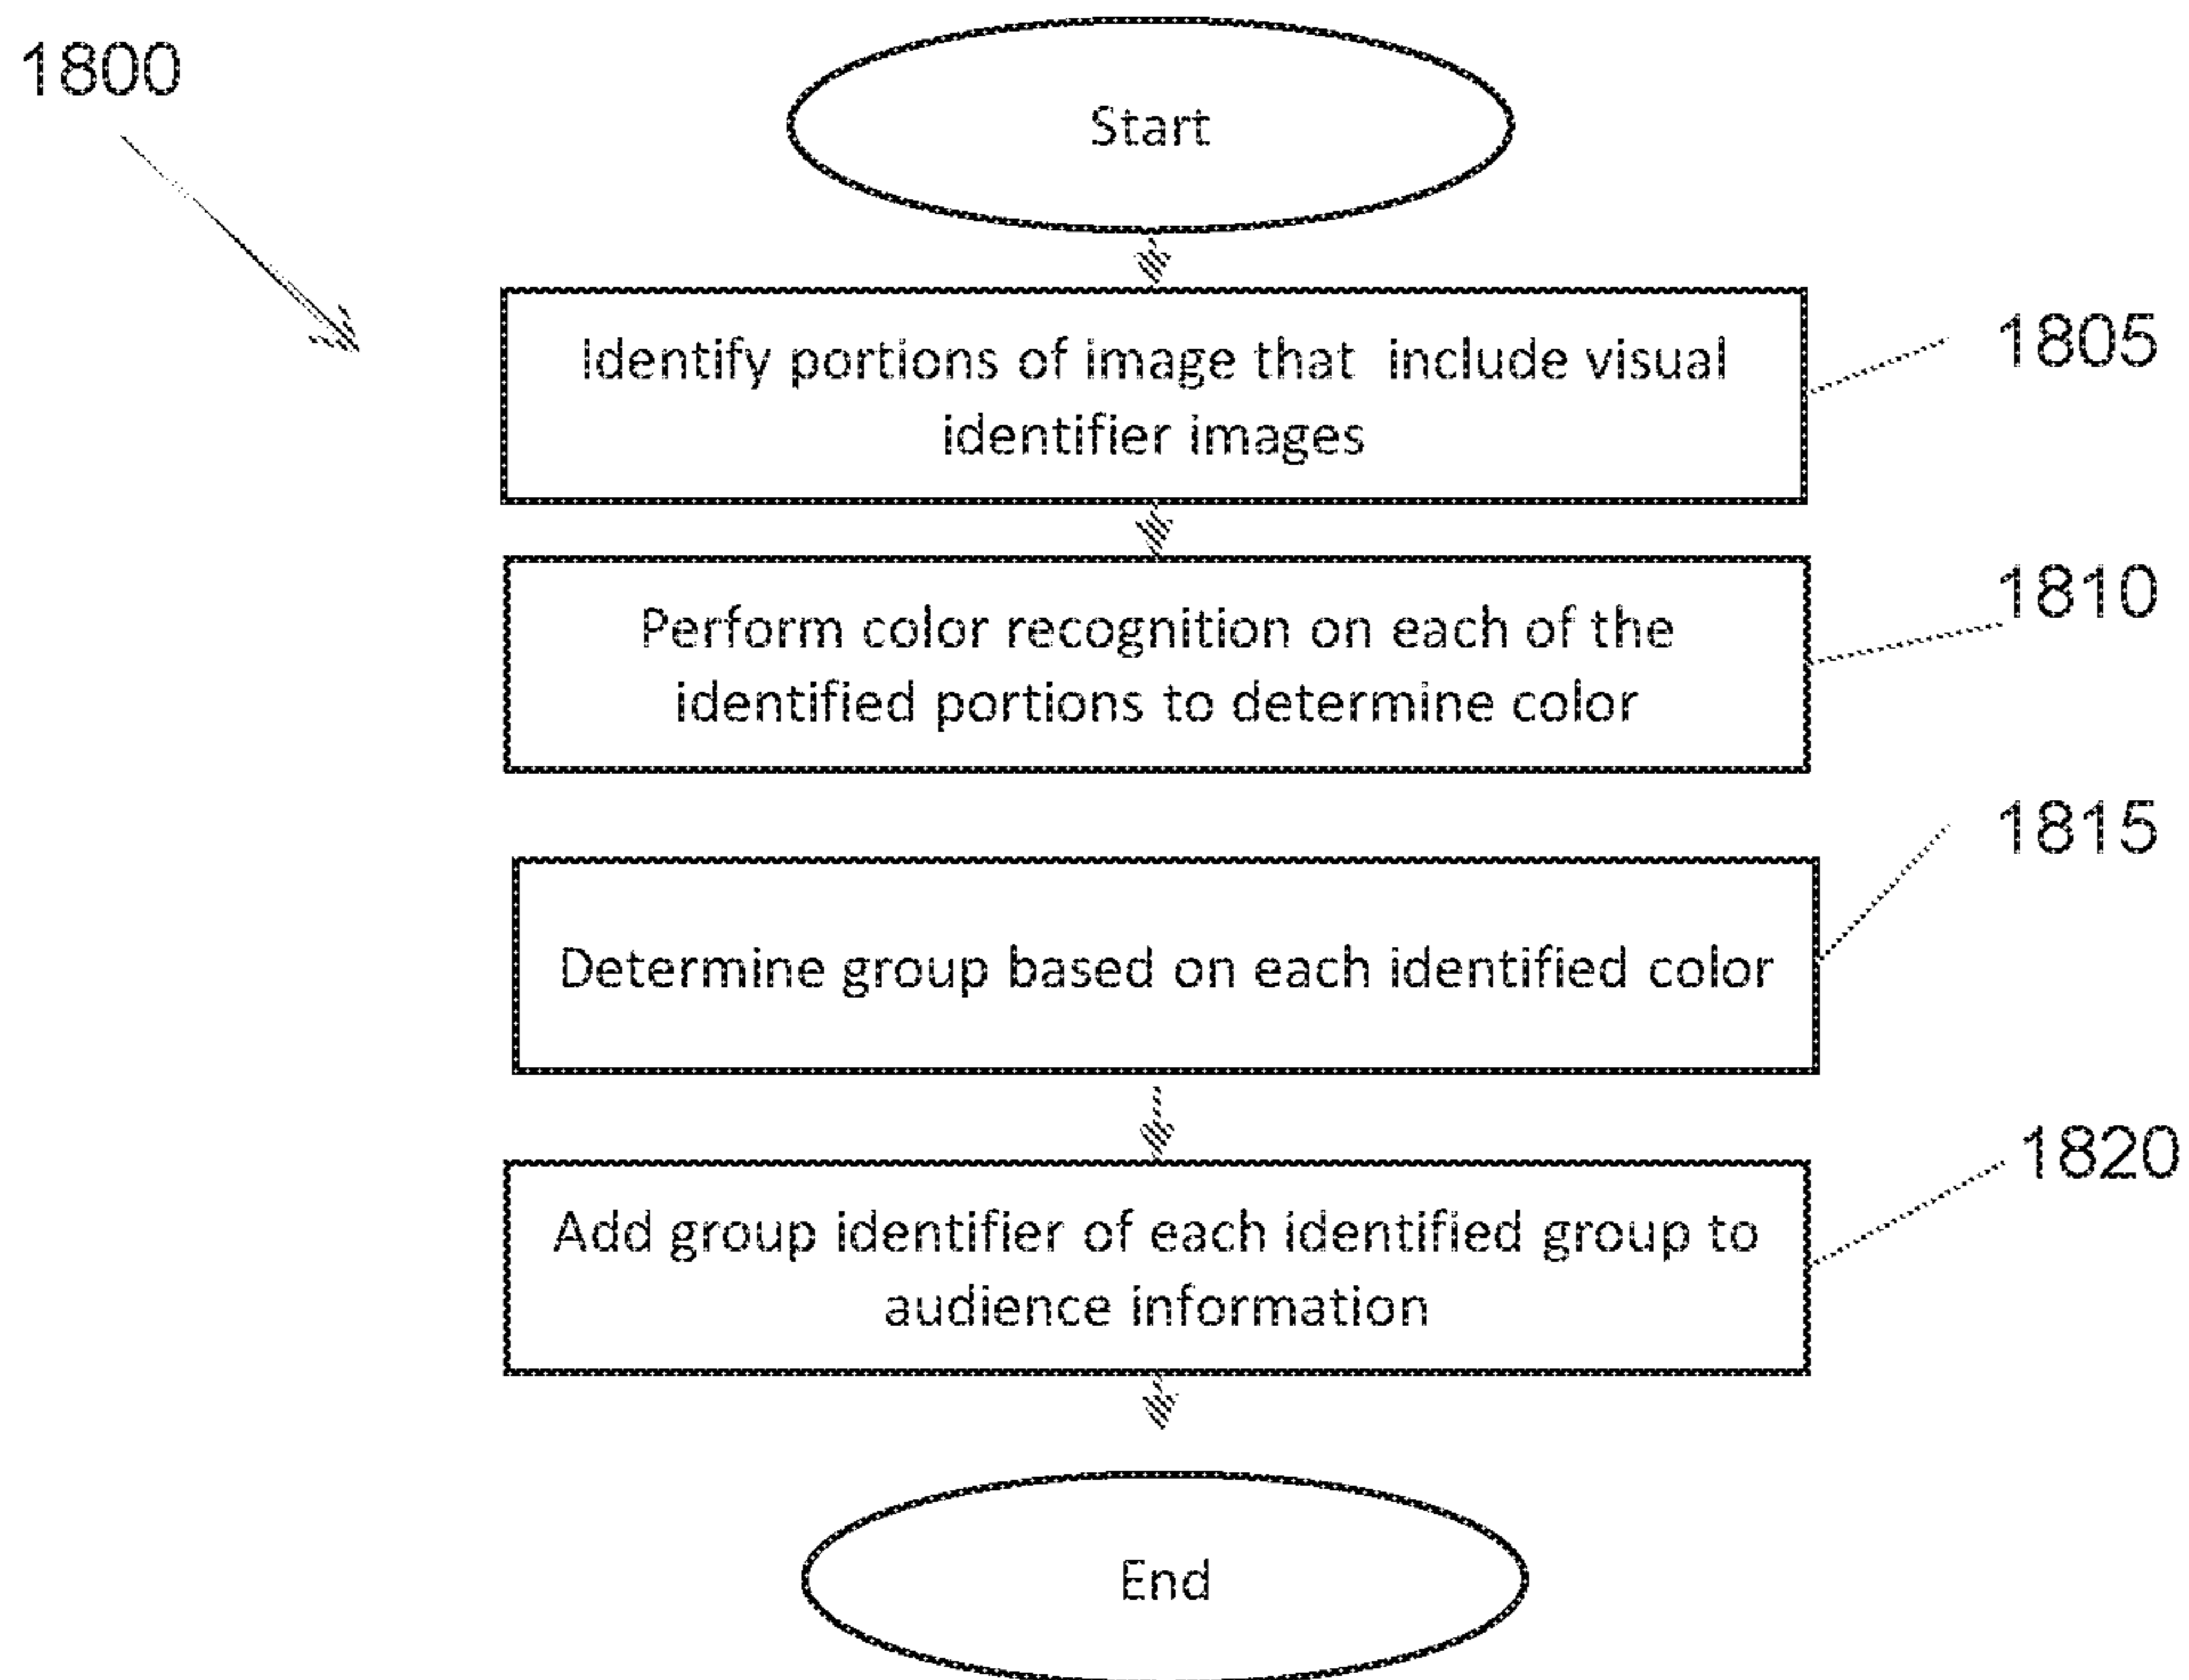 1800
Start
Identify portions of image that include visual
identifier images
1805
Perform color recognition on each of the
identified portions to determine color
1810
1815
Determine group based on each identified color
1820
Add group identifier of each identified group to
audience information
End